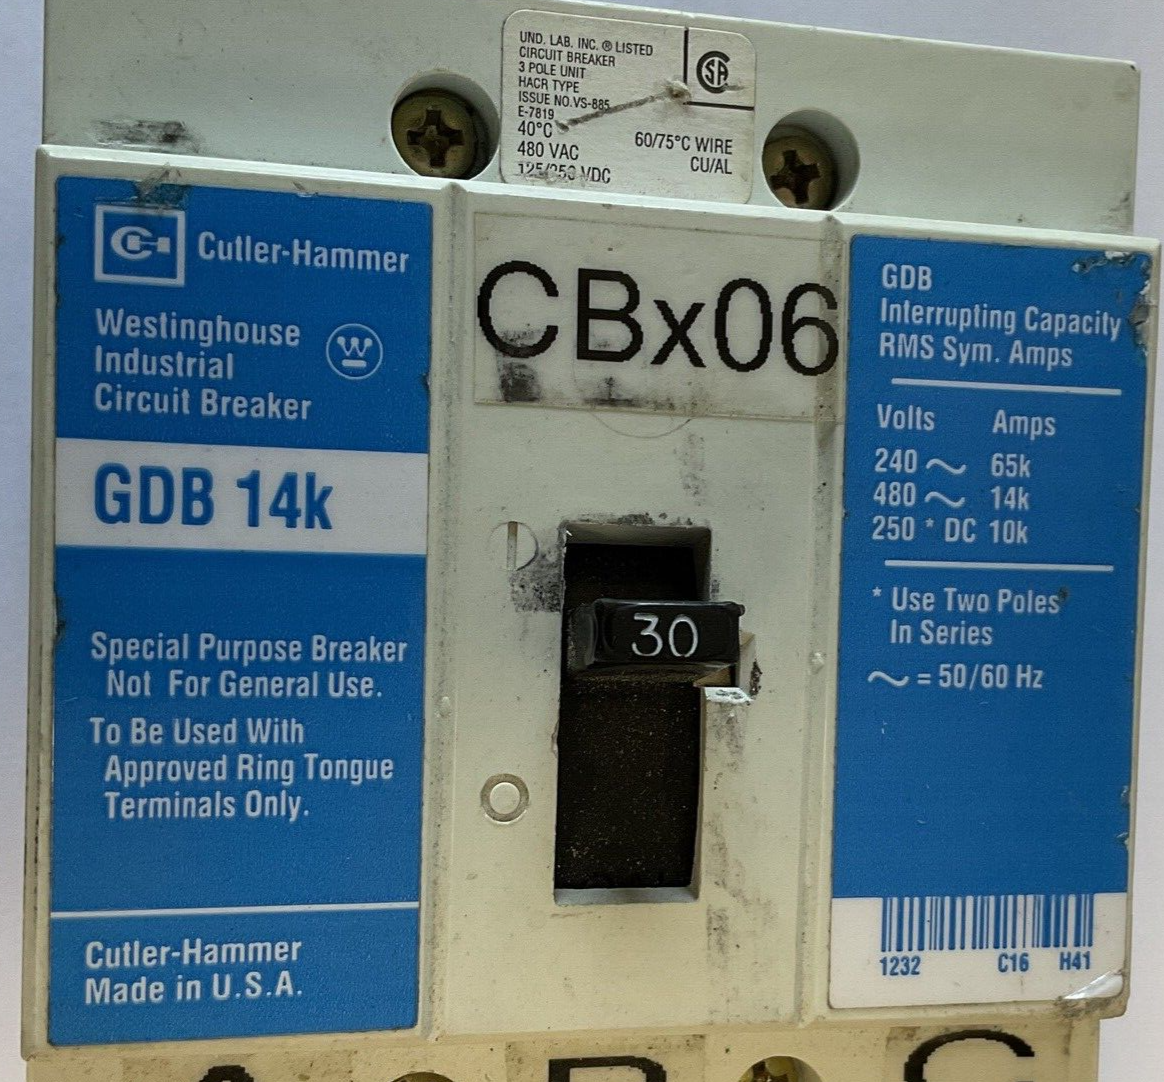 UND. LAB. INC. ® LISTED
CIRCUIT BREAKER
3 POLE UNIT
HACR TYPE
ISSUE NO.VS-885
E-7819
40°C
480 VAC
125/250 VDC
60/75°C WIRE
CU/AL
Cutler-Hammer
Westinghouse
Industrial
Circuit Breaker
GDB 14k
Special Purpose Breaker
Not For General Use.
To Be Used With
Approved Ring Tongue
Terminals Only.
Cutler-Hammer
Made in U.S.A.
CBx06
30
GDB
Interrupting Capacity
RMS Sym. Amps
Volts Amps
240 ~ 65k
480 ~ 14k
250 * DC 10k
* Use Two Poles
In Series
~ = 50/60 Hz
1232 C16 H41